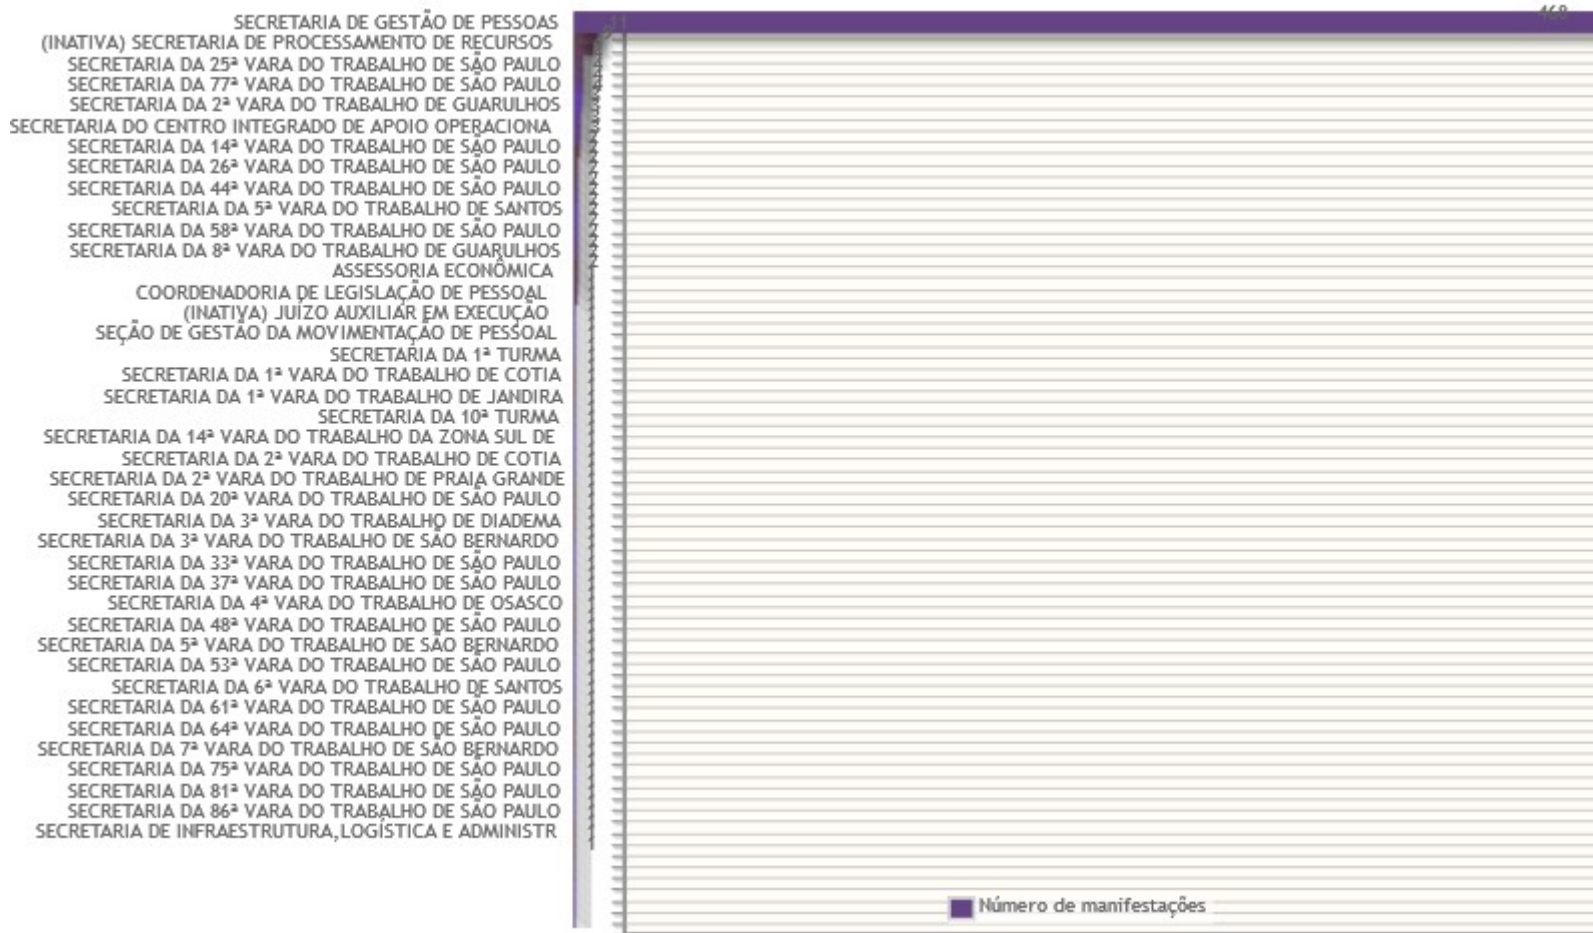 SECRETARIA DE GESTÃO DE PESSOAS
468
11
(INATIVA) SECRETARIA DE PROCESSAMENTO DE RECURSOS
SECRETARIA DA 25ª VARA DO TRABALHO DE SÃO PAULO
SECRETARIA DA 77ª VARA DO TRABALHO DE SÃO PAULO
SECRETARIA DA 2ª VARA DO TRABALHO DE GUARULHOS
SECRETARIA DO CENTRO INTEGRADO DE APOIO OPERACIONA
SECRETARIA DA 14ª VARA DO TRABALHO DE SÃO PAULO
SECRETARIA DA 26ª VARA DO TRABALHO DE SÃO PAULO
SECRETARIA DA 44ª VARA DO TRABALHO DE SÃO PAULO
SECRETARIA DA 5ª VARA DO TRABALHO DE SANTOS
SECRETARIA DA 58ª VARA DO TRABALHO DE SÃO PAULO
SECRETARIA DA 8ª VARA DO TRABALHO DE GUARULHOS
ASSESSORIA ECONÔMICA
COORDENADORIA DE LEGISLAÇÃO DE PESSOAL
(INATIVA) JUÍZO AUXILIAR EM EXECUÇÃO
SEÇÃO DE GESTÃO DA MOVIMENTAÇÃO DE PESSOAL
SECRETARIA DA 1ª TURMA
SECRETARIA DA 1ª VARA DO TRABALHO DE COTIA
SECRETARIA DA 1ª VARA DO TRABALHO DE JANDIRA
SECRETARIA DA 10ª TURMA
SECRETARIA DA 14ª VARA DO TRABALHO DA ZONA SUL DE
SECRETARIA DA 2ª VARA DO TRABALHO DE COTIA
SECRETARIA DA 2ª VARA DO TRABALHO DE PRAIA GRANDE
SECRETARIA DA 20ª VARA DO TRABALHO DE SÃO PAULO
SECRETARIA DA 3ª VARA DO TRABALHO DE DIADEMA
SECRETARIA DA 3ª VARA DO TRABALHO DE SÃO BERNARDO
SECRETARIA DA 33ª VARA DO TRABALHO DE SÃO PAULO
SECRETARIA DA 37ª VARA DO TRABALHO DE SÃO PAULO
SECRETARIA DA 4ª VARA DO TRABALHO DE OSASCO
SECRETARIA DA 48ª VARA DO TRABALHO DE SÃO PAULO
SECRETARIA DA 5ª VARA DO TRABALHO DE SÃO BERNARDO
SECRETARIA DA 53ª VARA DO TRABALHO DE SÃO PAULO
SECRETARIA DA 6ª VARA DO TRABALHO DE SANTOS
SECRETARIA DA 61ª VARA DO TRABALHO DE SÃO PAULO
SECRETARIA DA 64ª VARA DO TRABALHO DE SÃO PAULO
SECRETARIA DA 7ª VARA DO TRABALHO DE SÃO BERNARDO
SECRETARIA DA 75ª VARA DO TRABALHO DE SÃO PAULO
SECRETARIA DA 81ª VARA DO TRABALHO DE SÃO PAULO
SECRETARIA DA 86ª VARA DO TRABALHO DE SÃO PAULO
SECRETARIA DE INFRAESTRUTURA,LOGÍSTICA E ADMINISTR
Número de manifestações